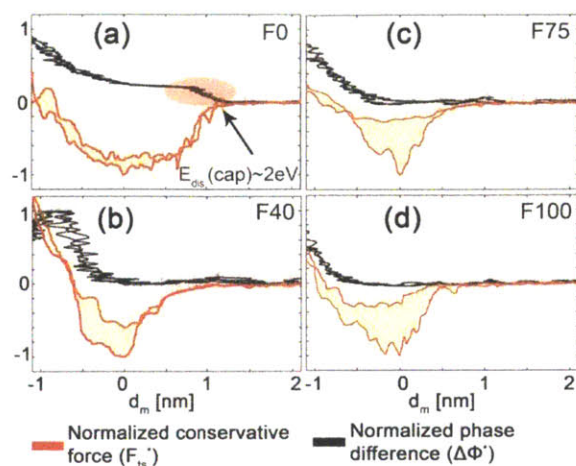 (a) F0
(c) F75
1
0
-1
E_dis (cap)~2eV
(b) F40
(d) F100
1
0
-1
-1 0 1 2
-1 0 1 2
d_m [nm]
d_m [nm]
Normalized conservative force (F_ts^*)
Normalized phase difference (ΔΦ^*)